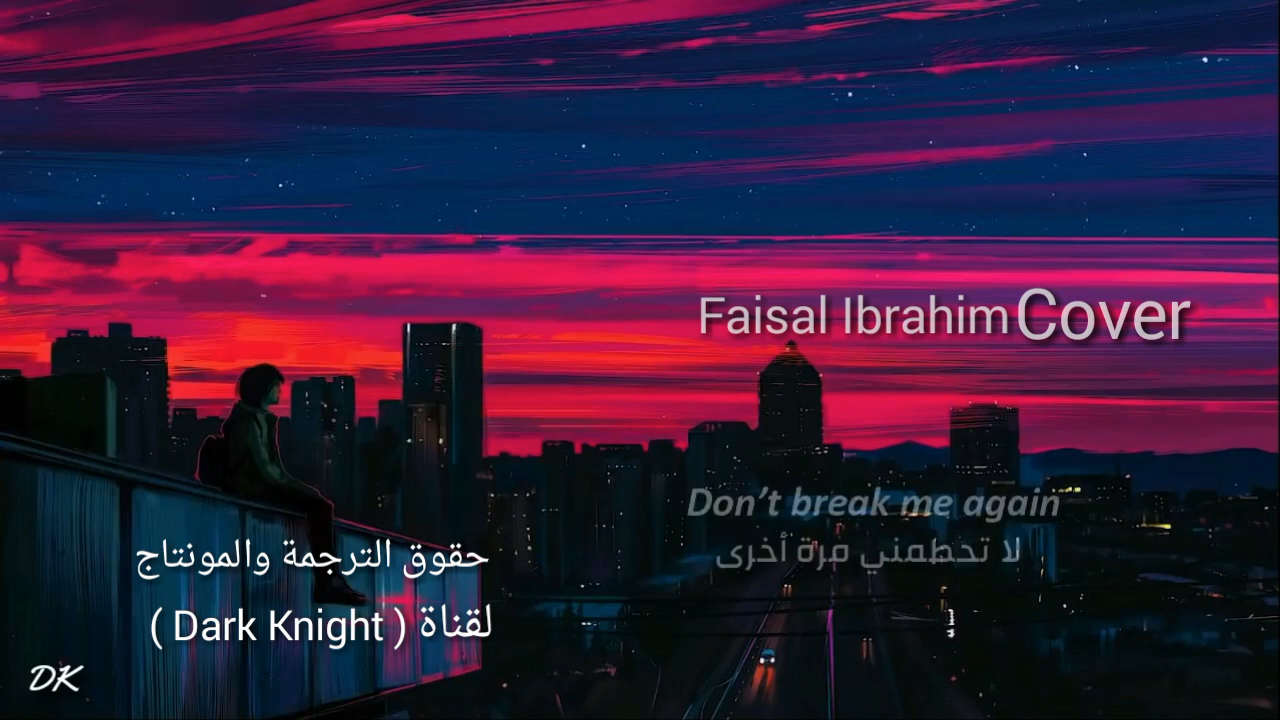 Faisal Ibrahim Cover
Don't break me again
لا تحطمني مرة أخرى
حقوق الترجمة والمونتاج
لقناة ( Dark Knight )
DK